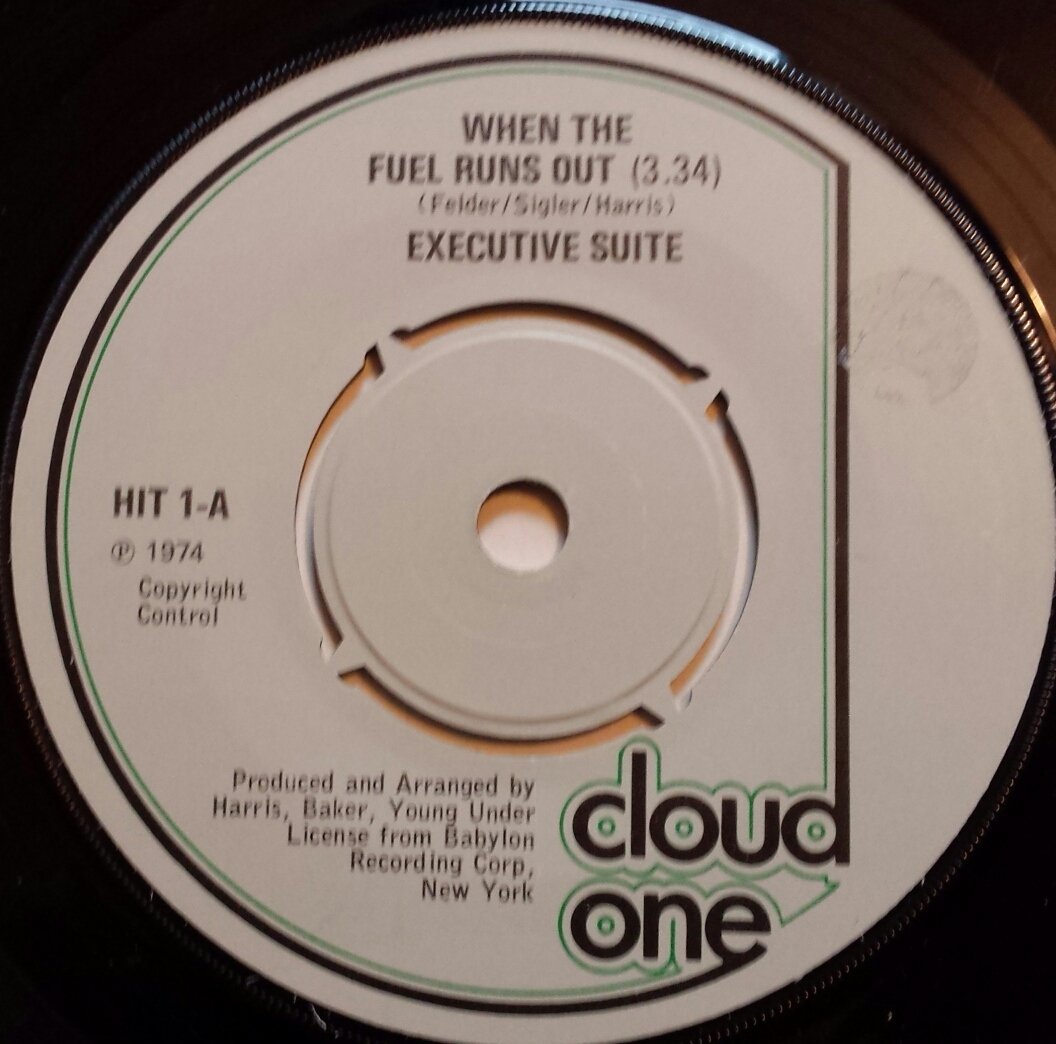 WHEN THE
FUEL RUNS OUT (3.34)
(Felder/Sigler/Harris)
EXECUTIVE SUITE
HIT 1-A
℗ 1974
Copyright
Control
Produced and Arranged by
Harris, Baker, Young Under
License from Babylon
Recording Corp,
New York
cloud
one